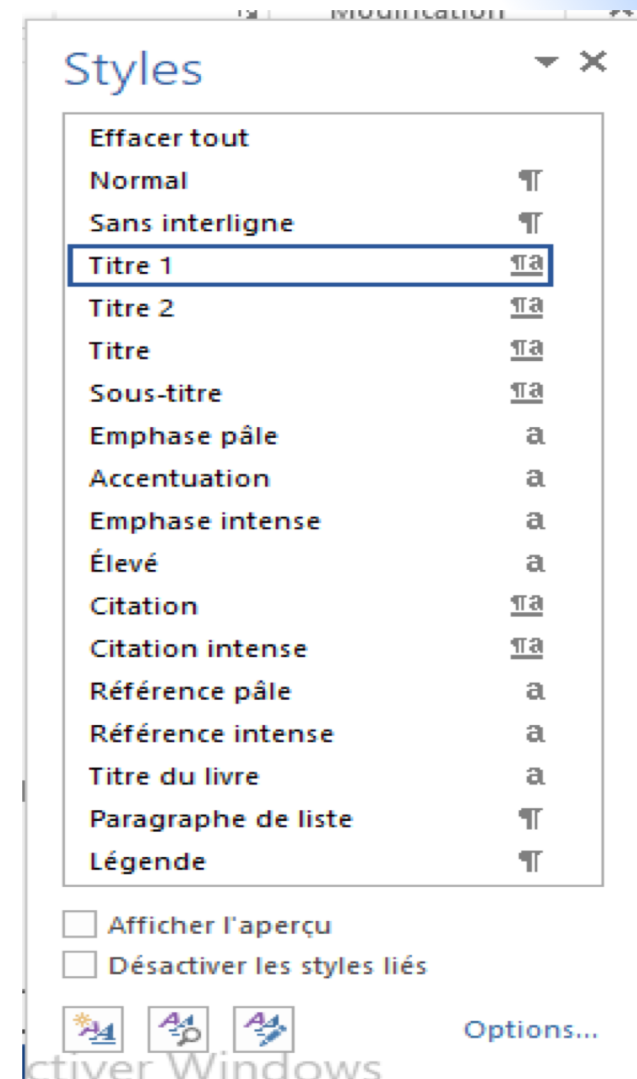 Modification
Styles
Effacer tout
Normal ¶
Sans interligne ¶
Titre 1 ¶a
Titre 2 ¶a
Titre ¶a
Sous-titre ¶a
Emphase pâle a
Accentuation a
Emphase intense a
Élevé a
Citation ¶a
Citation intense ¶a
Référence pâle a
Référence intense a
Titre du livre a
Paragraphe de liste ¶
Légende ¶
Afficher l'aperçu
Désactiver les styles liés
Options...
ctiver Windows